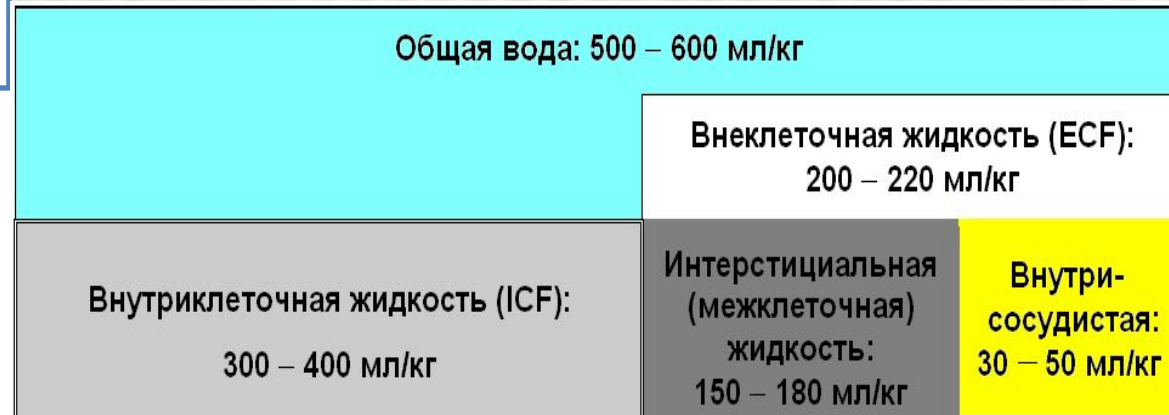 Общая вода: 500 – 600 мл/кг
Внеклеточная жидкость (ECF):
200 – 220 мл/кг
Внутриклеточная жидкость (ICF):
300 – 400 мл/кг
Интерстициальная
(межклеточная)
жидкость:
150 – 180 мл/кг
Внутри-
сосудистая:
30 – 50 мл/кг